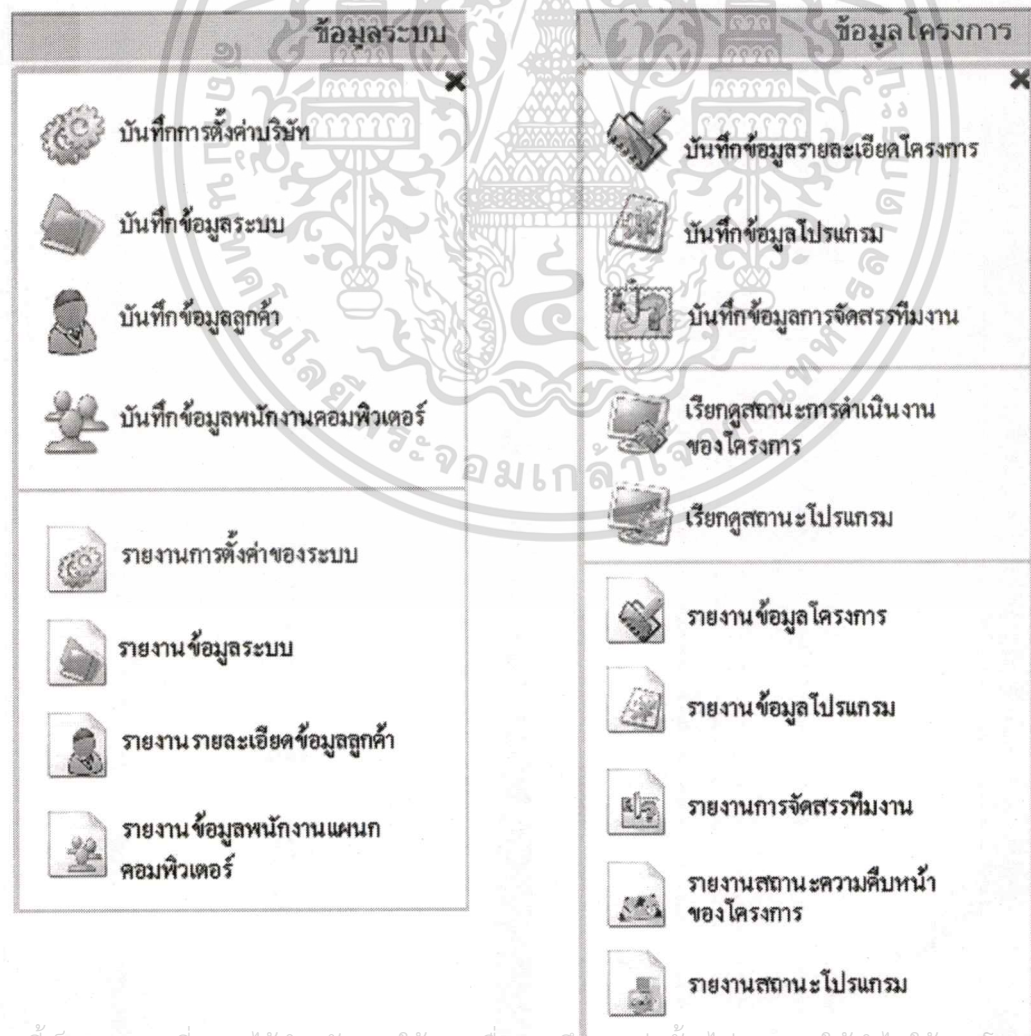 ข้อมูลระบบ
บันทึกการตั้งค่าบริษัท
บันทึกข้อมูลระบบ
บันทึกข้อมูลลูกค้า
บันทึกข้อมูลพนักงานคอมพิวเตอร์
รายงานการตั้งค่าของระบบ
รายงานข้อมูลระบบ
รายงานรายละเอียดข้อมูลลูกค้า
รายงานข้อมูลพนักงานแผนก
คอมพิวเตอร์
ข้อมูลโครงการ
บันทึกข้อมูลรายละเอียดโครงการ
บันทึกข้อมูลโปรแกรม
บันทึกข้อมูลการจัดสรรทีมงาน
เรียกดูสถานะการดำเนินงาน
ของโครงการ
เรียกดูสถานะโปรแกรม
รายงานข้อมูลโครงการ
รายงานข้อมูลโปรแกรม
รายงานการจัดสรรทีมงาน
รายงานสถานะความคืบหน้า
ของโครงการ
รายงานสถานะโปรแกรม